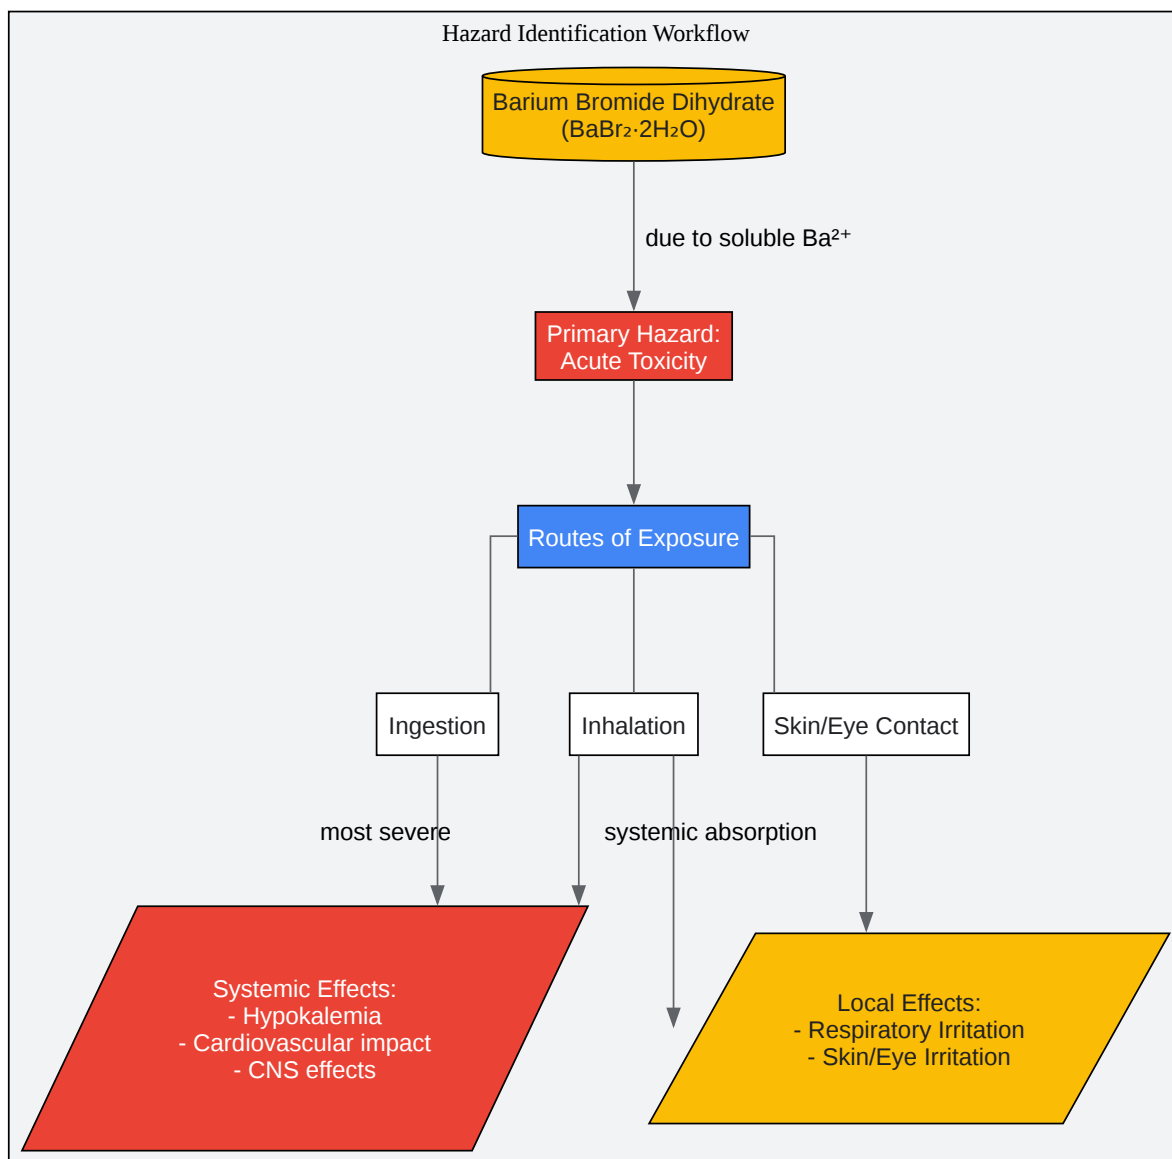 Hazard Identification Workflow
Barium Bromide Dihydrate
(BaBr₂·2H₂O)
due to soluble Ba²⁺
Primary Hazard:
Acute Toxicity
Routes of Exposure
Ingestion
Inhalation
Skin/Eye Contact
most severe
systemic absorption
Systemic Effects:
- Hypokalemia
- Cardiovascular impact
- CNS effects
Local Effects:
- Respiratory Irritation
- Skin/Eye Irritation